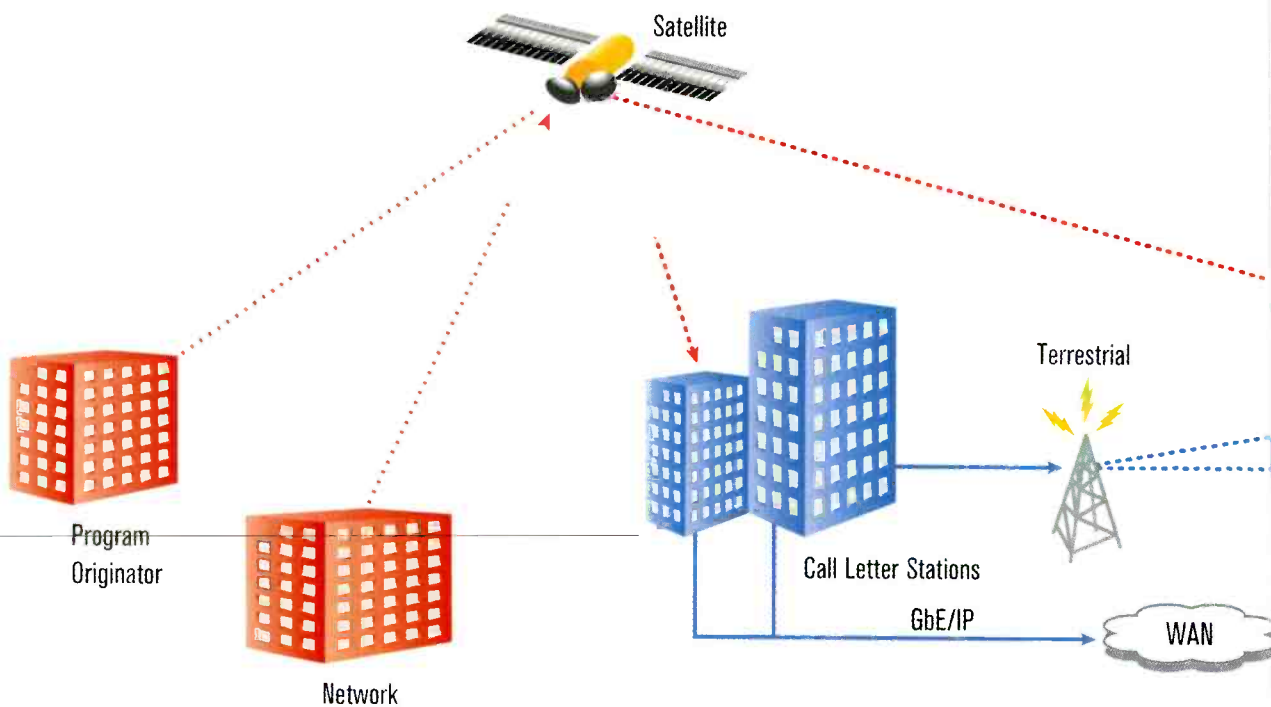 Satellite
Terrestrial
Program
Originator
Call Letter Stations
GbE/IP
WAN
Network